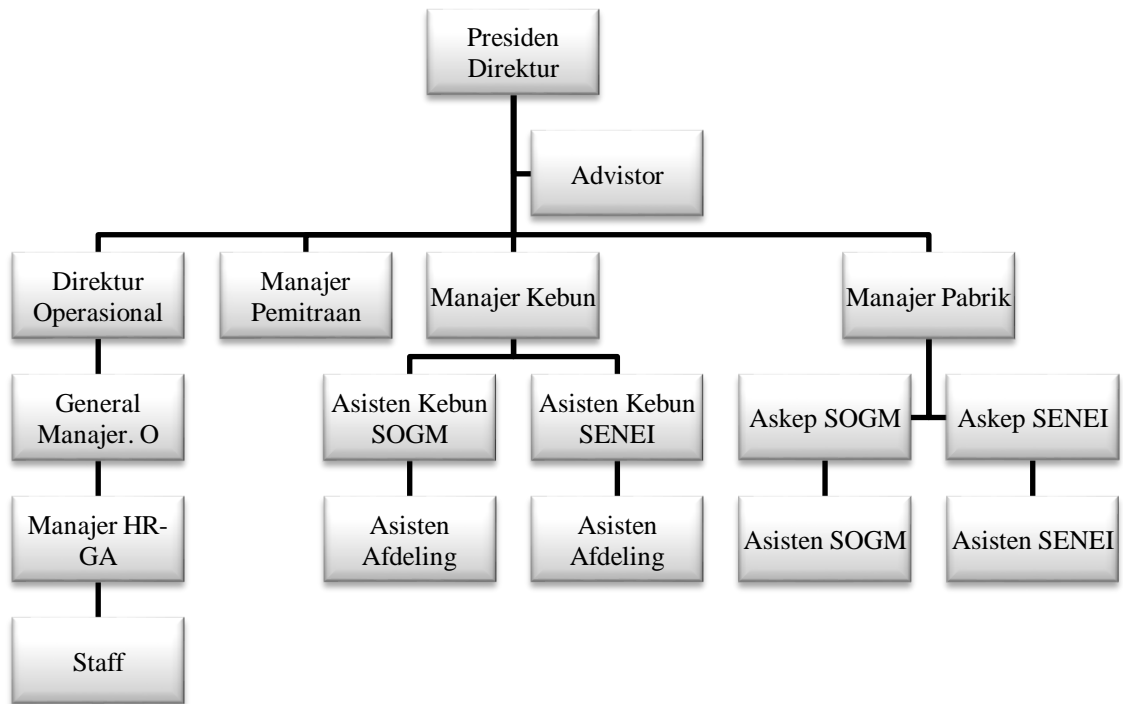 Presiden
Direktur
Advistor
Direktur
Operasional
Manajer
Pemitraan
Manajer Kebun
Manajer Pabrik
General
Manajer. O
Asisten Kebun
SOGM
Asisten Kebun
SENEI
Askep SOGM
Askep SENEI
Manajer HR-
GA
Asisten
Afdeling
Asisten
Afdeling
Asisten SOGM
Asisten SENEI
Staff